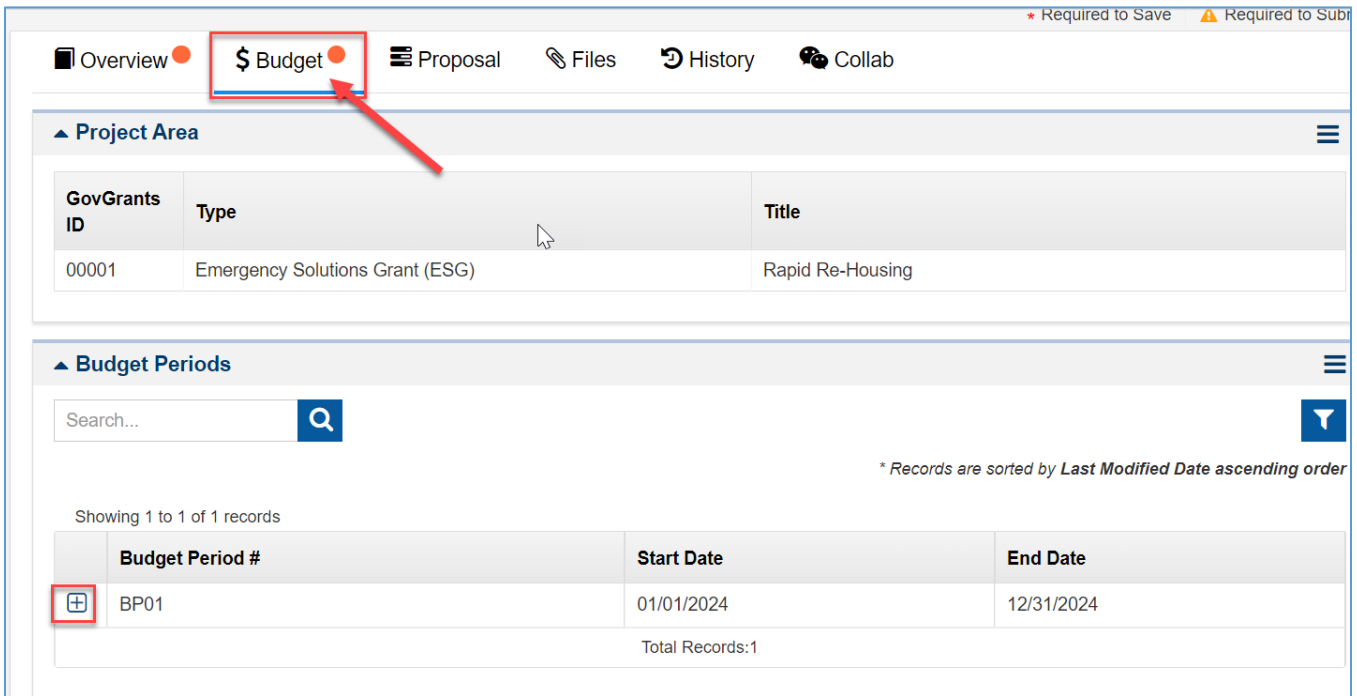 * Required to Save Required to Subr
Overview $ Budget Proposal Files History Collab
Project Area
GovGrants ID Type Title
00001 Emergency Solutions Grant (ESG) Rapid Re-Housing
Budget Periods
Search...
* Records are sorted by Last Modified Date ascending order
Showing 1 to 1 of 1 records
Budget Period # Start Date End Date
BP01 01/01/2024 12/31/2024
Total Records:1